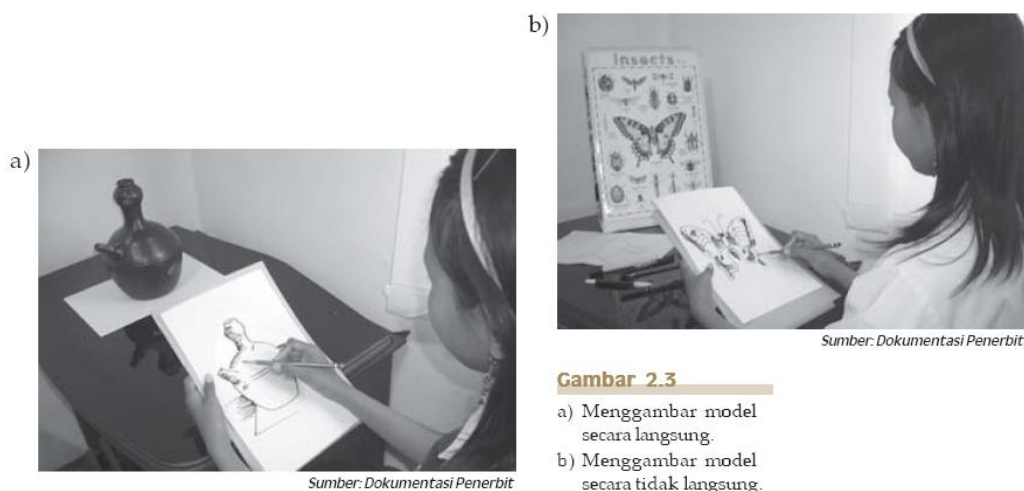 a)
Sumber: Dokumentasi Penerbit
b)
Insects
Sumber: Dokumentasi Penerbit
Gambar 2.3
a) Menggambar model
secara langsung.
b) Menggambar model
secara tidak langsung.